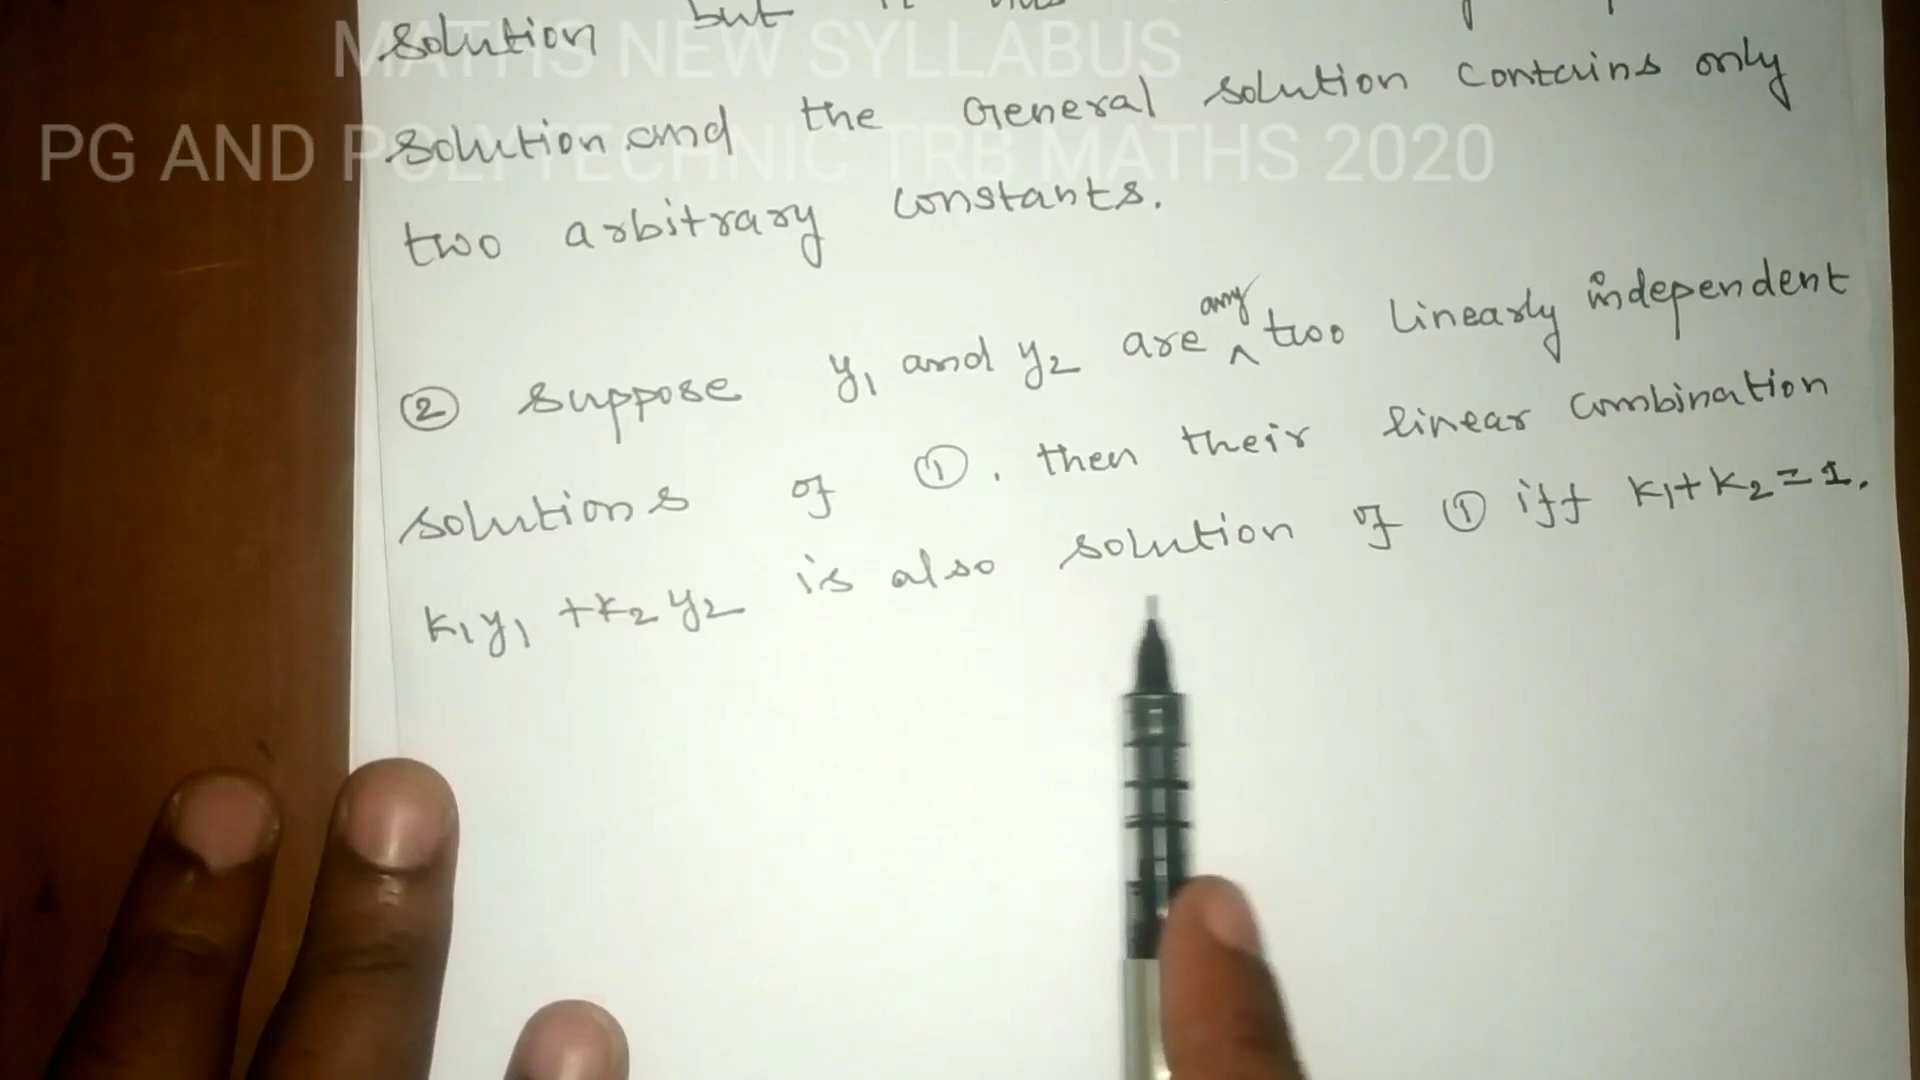 solution but
MATHS NEW SYLLABUS
solution and the General solution contains only
PG AND POLYTECHNIC TRB MATHS 2020
two arbitrary constants.
any
② suppose y₁ and y₂ are ^ two linearly independent
solutions of ①. then their linear combination
k₁y₁ + k₂y₂ is also solution of ① iff k₁+k₂=1.